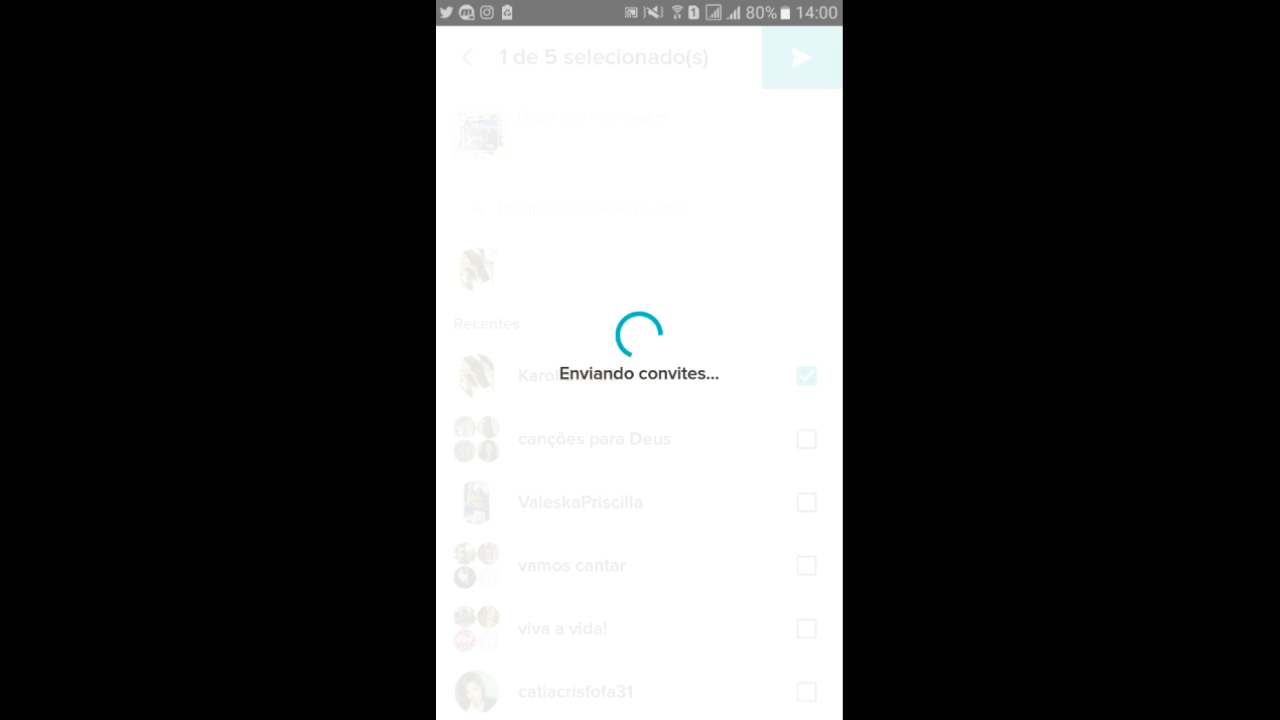 80% 14:00
1 de 5 selecionado(s)
Recentes
Enviando convites...
canções para Deus
ValeskaPriscilla
vamos cantar
viva a vida!
catiacrisfofa31